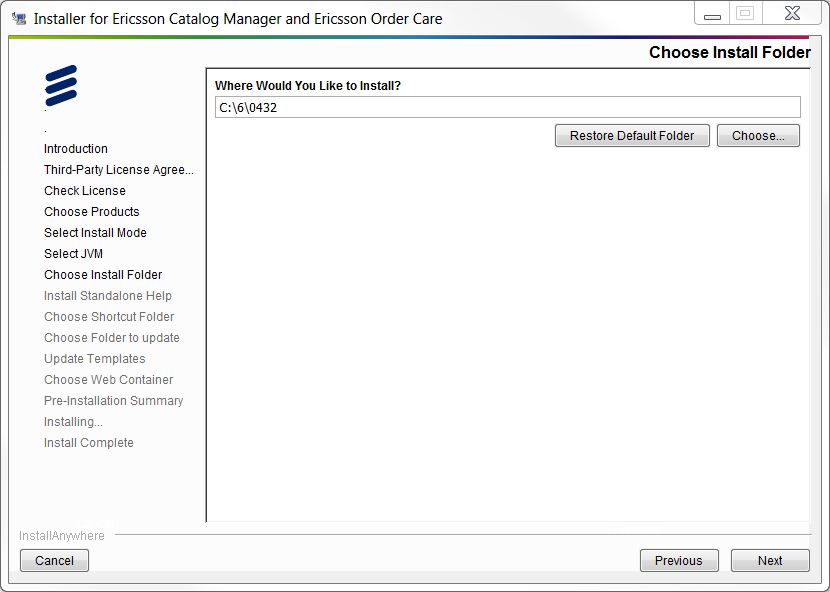 Installer for Ericsson Catalog Manager and Ericsson Order Care
Choose Install Folder
.
.
Introduction
Third-Party License Agree...
Check License
Choose Products
Select Install Mode
Select JVM
Choose Install Folder
Install Standalone Help
Choose Shortcut Folder
Choose Folder to update
Update Templates
Choose Web Container
Pre-Installation Summary
Installing...
Install Complete
Where Would You Like to Install?
C:\6\0432
Restore Default Folder
Choose...
InstallAnywhere
Cancel
Previous
Next